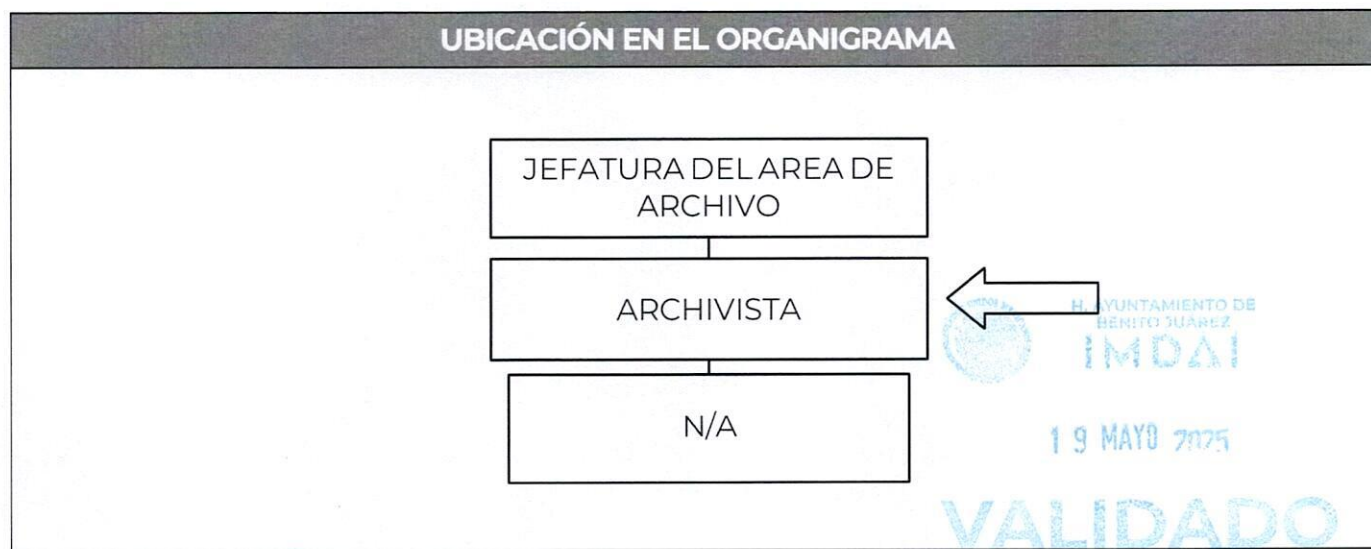 UBICACIÓN EN EL ORGANIGRAMA
JEFATURA DEL AREA DE
ARCHIVO
ARCHIVISTA
H. AYUNTAMIENTO DE
BENITO JUAREZ
IMDAI
N/A
19 MAYO 2025
VALIDADO